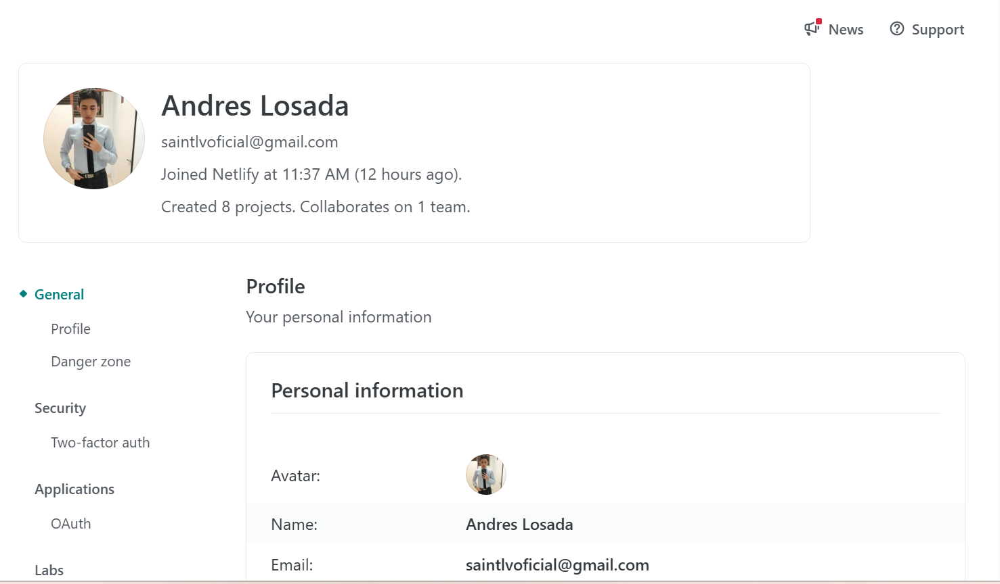 News
Support
Andres Losada
saintlvoficial@gmail.com
Joined Netlify at 11:37 AM (12 hours ago).
Created 8 projects. Collaborates on 1 team.
General
Profile
Danger zone
Security
Two-factor auth
Applications
OAuth
Labs
Profile
Your personal information
Personal information
Avatar:
Name: Andres Losada
Email: saintlvoficial@gmail.com